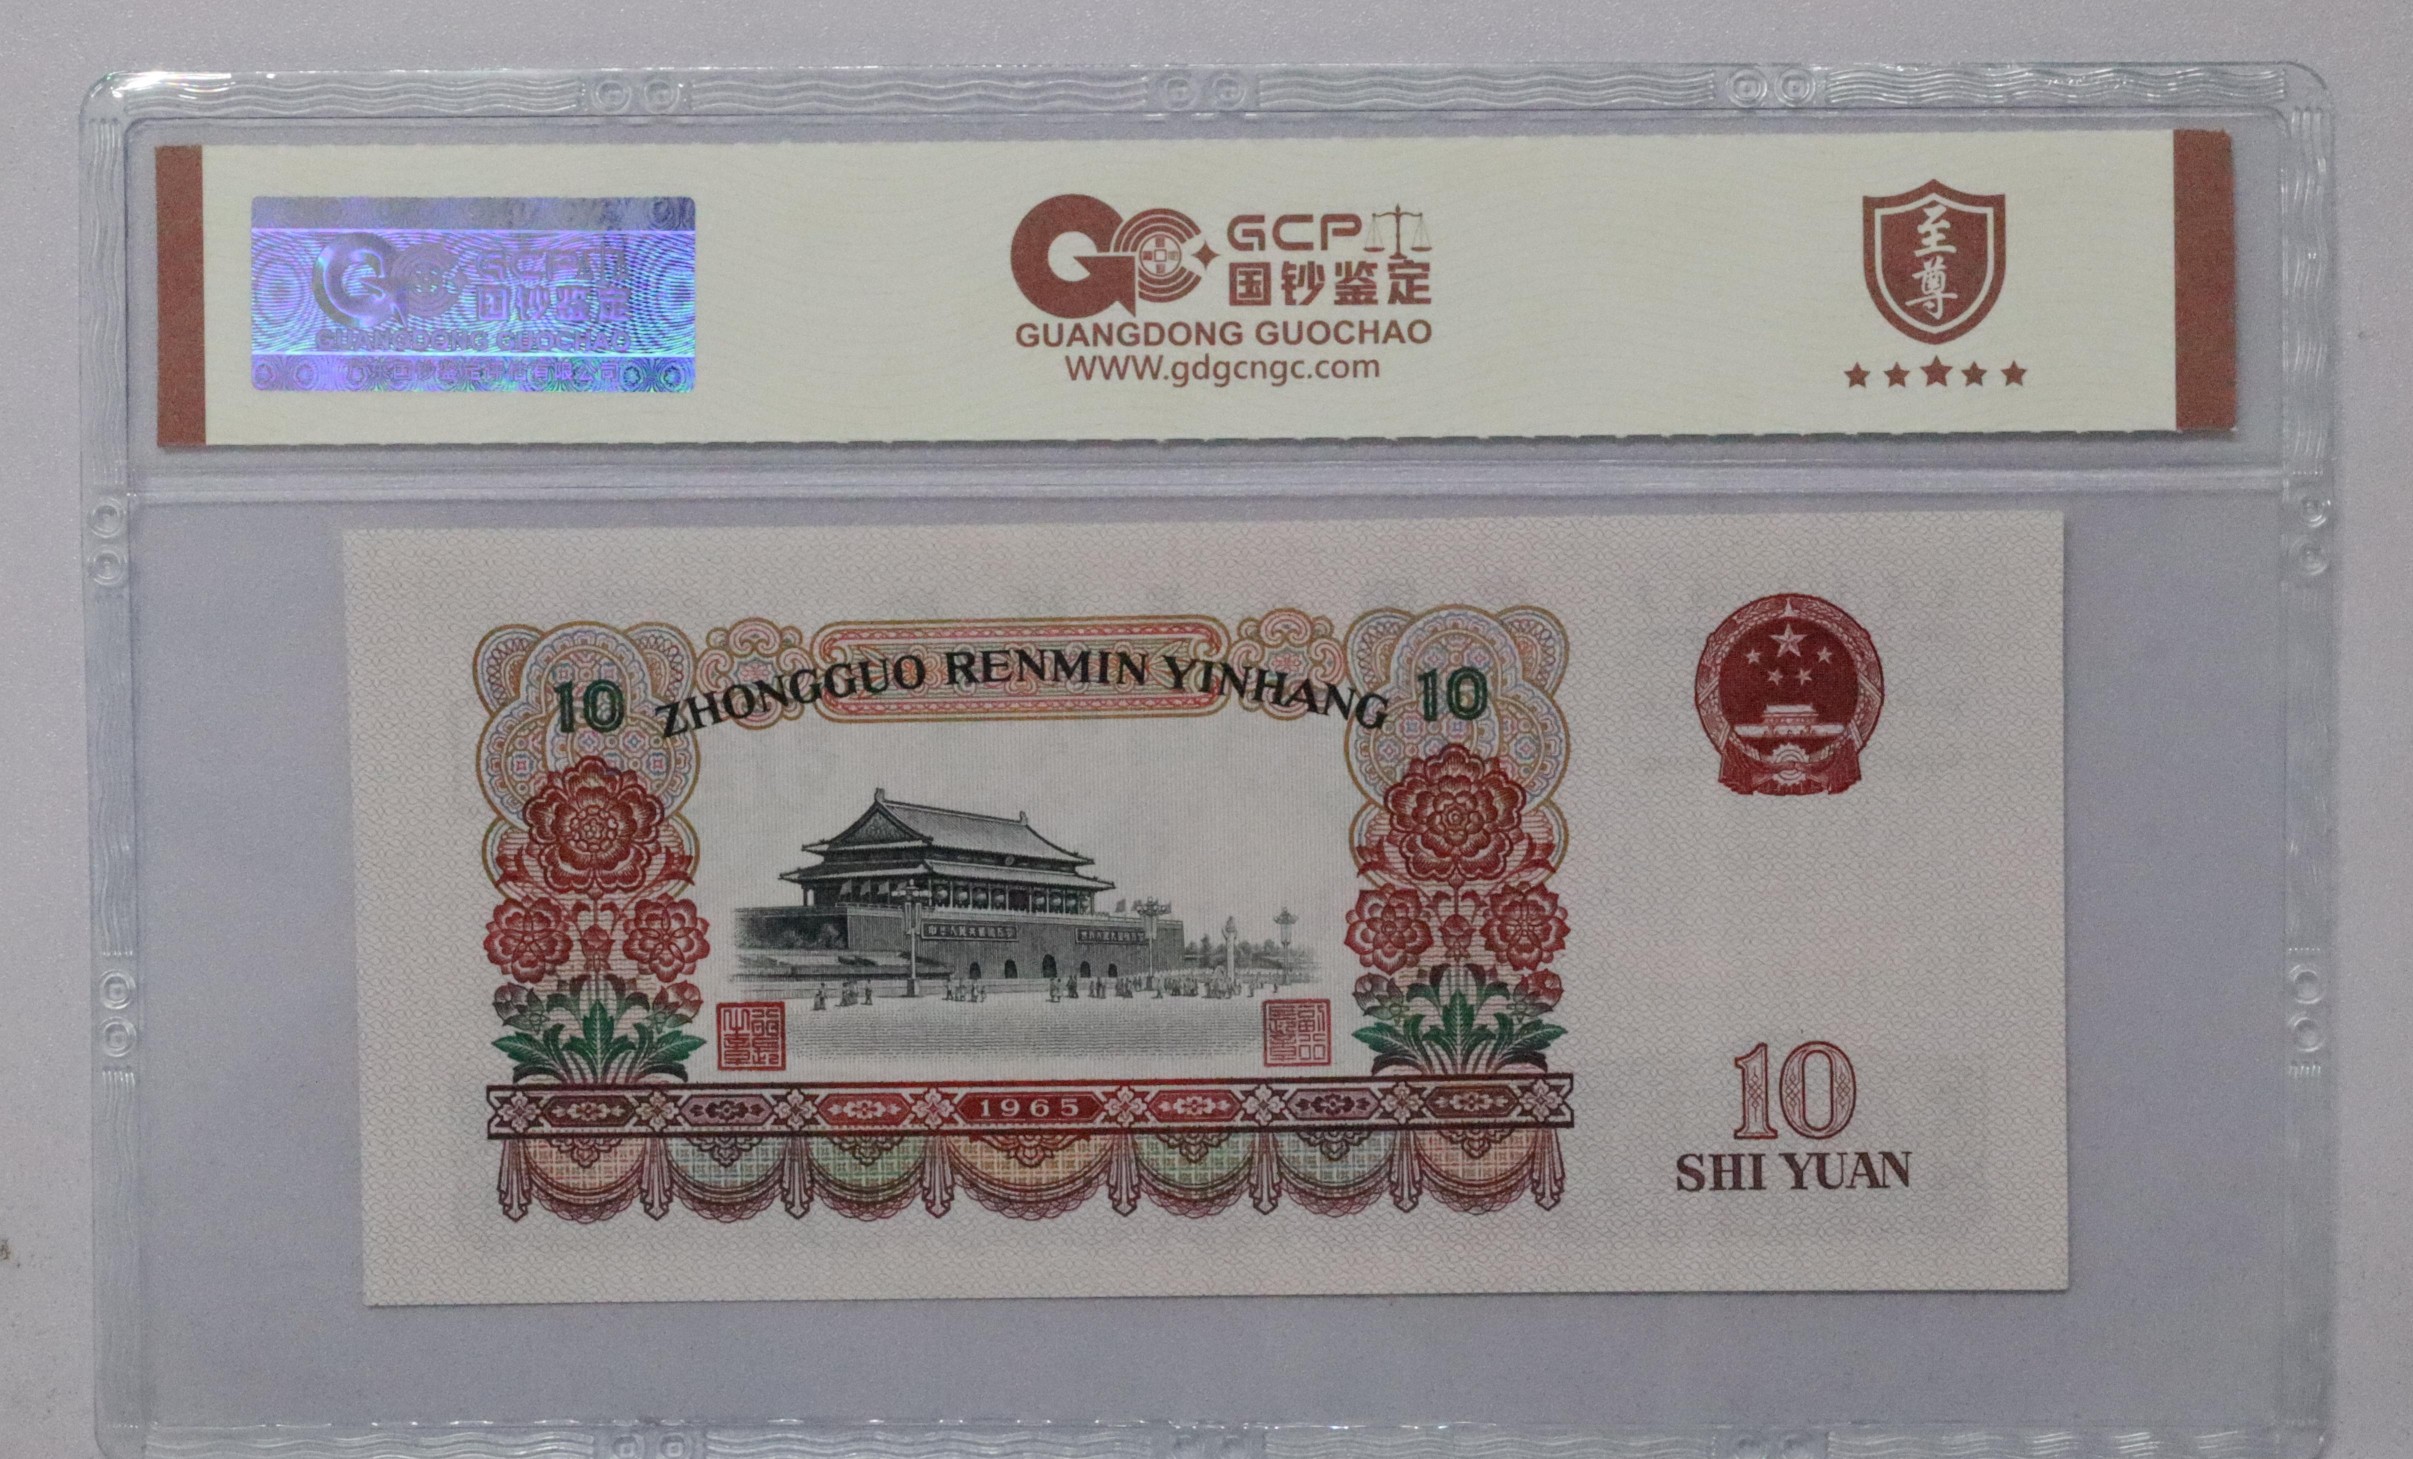 GCP
国钞鉴定
GUANGDONG GUOCHAO
GCP
国钞鉴定
GUANGDONG GUOCHAO
WWW.gdgcngc.com
至尊
10 ZHONGGUO RENMIN YINHANG 10
1965
10
SHI YUAN